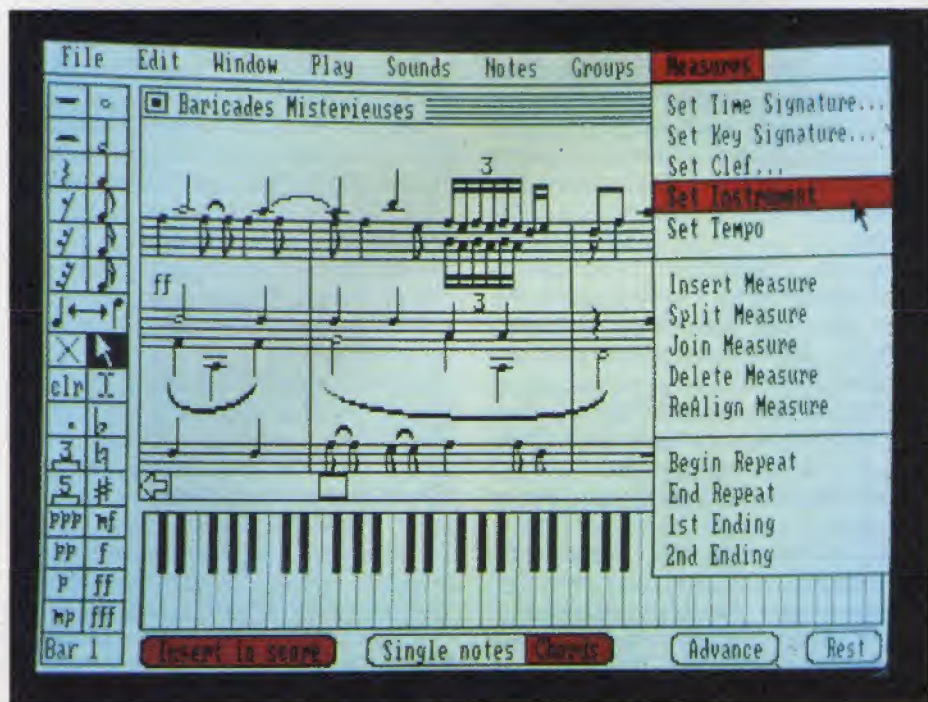 File Edit Window Play Sounds Notes Groups Measures
Baricades Misterieuses
Set Time Signature...
Set Key Signature...
Set Clef...
Set Instrument
Set Tempo
Insert Measure
Split Measure
Join Measure
Delete Measure
ReAlign Measure
Begin Repeat
End Repeat
1st Ending
2nd Ending
3
ff
3
clr
3
5
ppp mf
pp f
p ff
mp fff
Bar 1
Insert in score
Single notes Chords
Advance
Rest